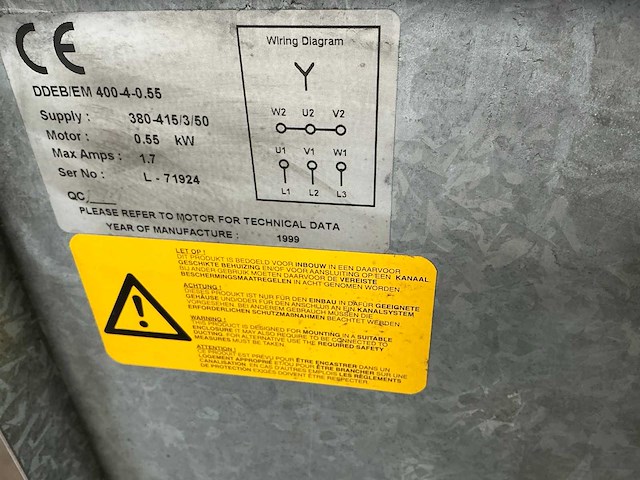 CE
DDEB/EM 400-4-0.55
Supply : 380-415/3/50
Motor : 0.55 kW
Max Amps : 1.7
Ser No : L - 71924
QC/
PLEASE REFER TO MOTOR FOR TECHNICAL DATA
YEAR OF MANUFACTURE : 1999
Wiring Diagram
W2 U2 V2
U1 V1 W1
L1 L2 L3
LET OP !
DIT PRODUKT IS BEDOELD VOOR INBOUW IN EEN DAARVOOR
GESCHIKTE BEHUIZING EN/OF VOOR AANSLUITING OP EEN KANAAL
BIJ ANDER GEBRUIK MOETEN DAARVOOR DE VEREISTE
BESCHERMINGSMAATREGELEN IN ACHT GENOMEN WORDEN
ACHTUNG !
DIESES PRODUKT IST NUR FÜR DEN EINBAU IN DAFÜR GEEIGNETE
GEHÄUSE UND/ODER FÜR DEN ANSCHLUß AN EIN KANALSYSTEM
VORGESEHEN. BEI ANDEREM GEBRAUCH MÜSSEN DIE
ERFORDERLICHEN SCHUTZMAßNAHMEN BEACHTET WERDEN
WARNING !
THIS PRODUCT IS DESIGNED FOR MOUNTING IN A SUITABLE
ENCLOSURE IT MAY ALSO REQUIRE TO BE CONNECTED TO
DUCTING. FOR ALTERNATIVE USE THE REQUIRED SAFETY
MEASURES MUST BE TAKEN.
ATTENTION !
CE PRODUIT EST PRÉVU POUR ÊTRE ENCASTRER DANS UN
LOGEMENT APPROPRIE ET/OU POUR ÊTRE BRANCHER SUR UNE
CANALISATION. EN CAS D'AUTRES EMPLOIS LES RÈGLEMENTS
DE PROTECTION EXIGÉS DOIVENT ÊTRE RESPECTER